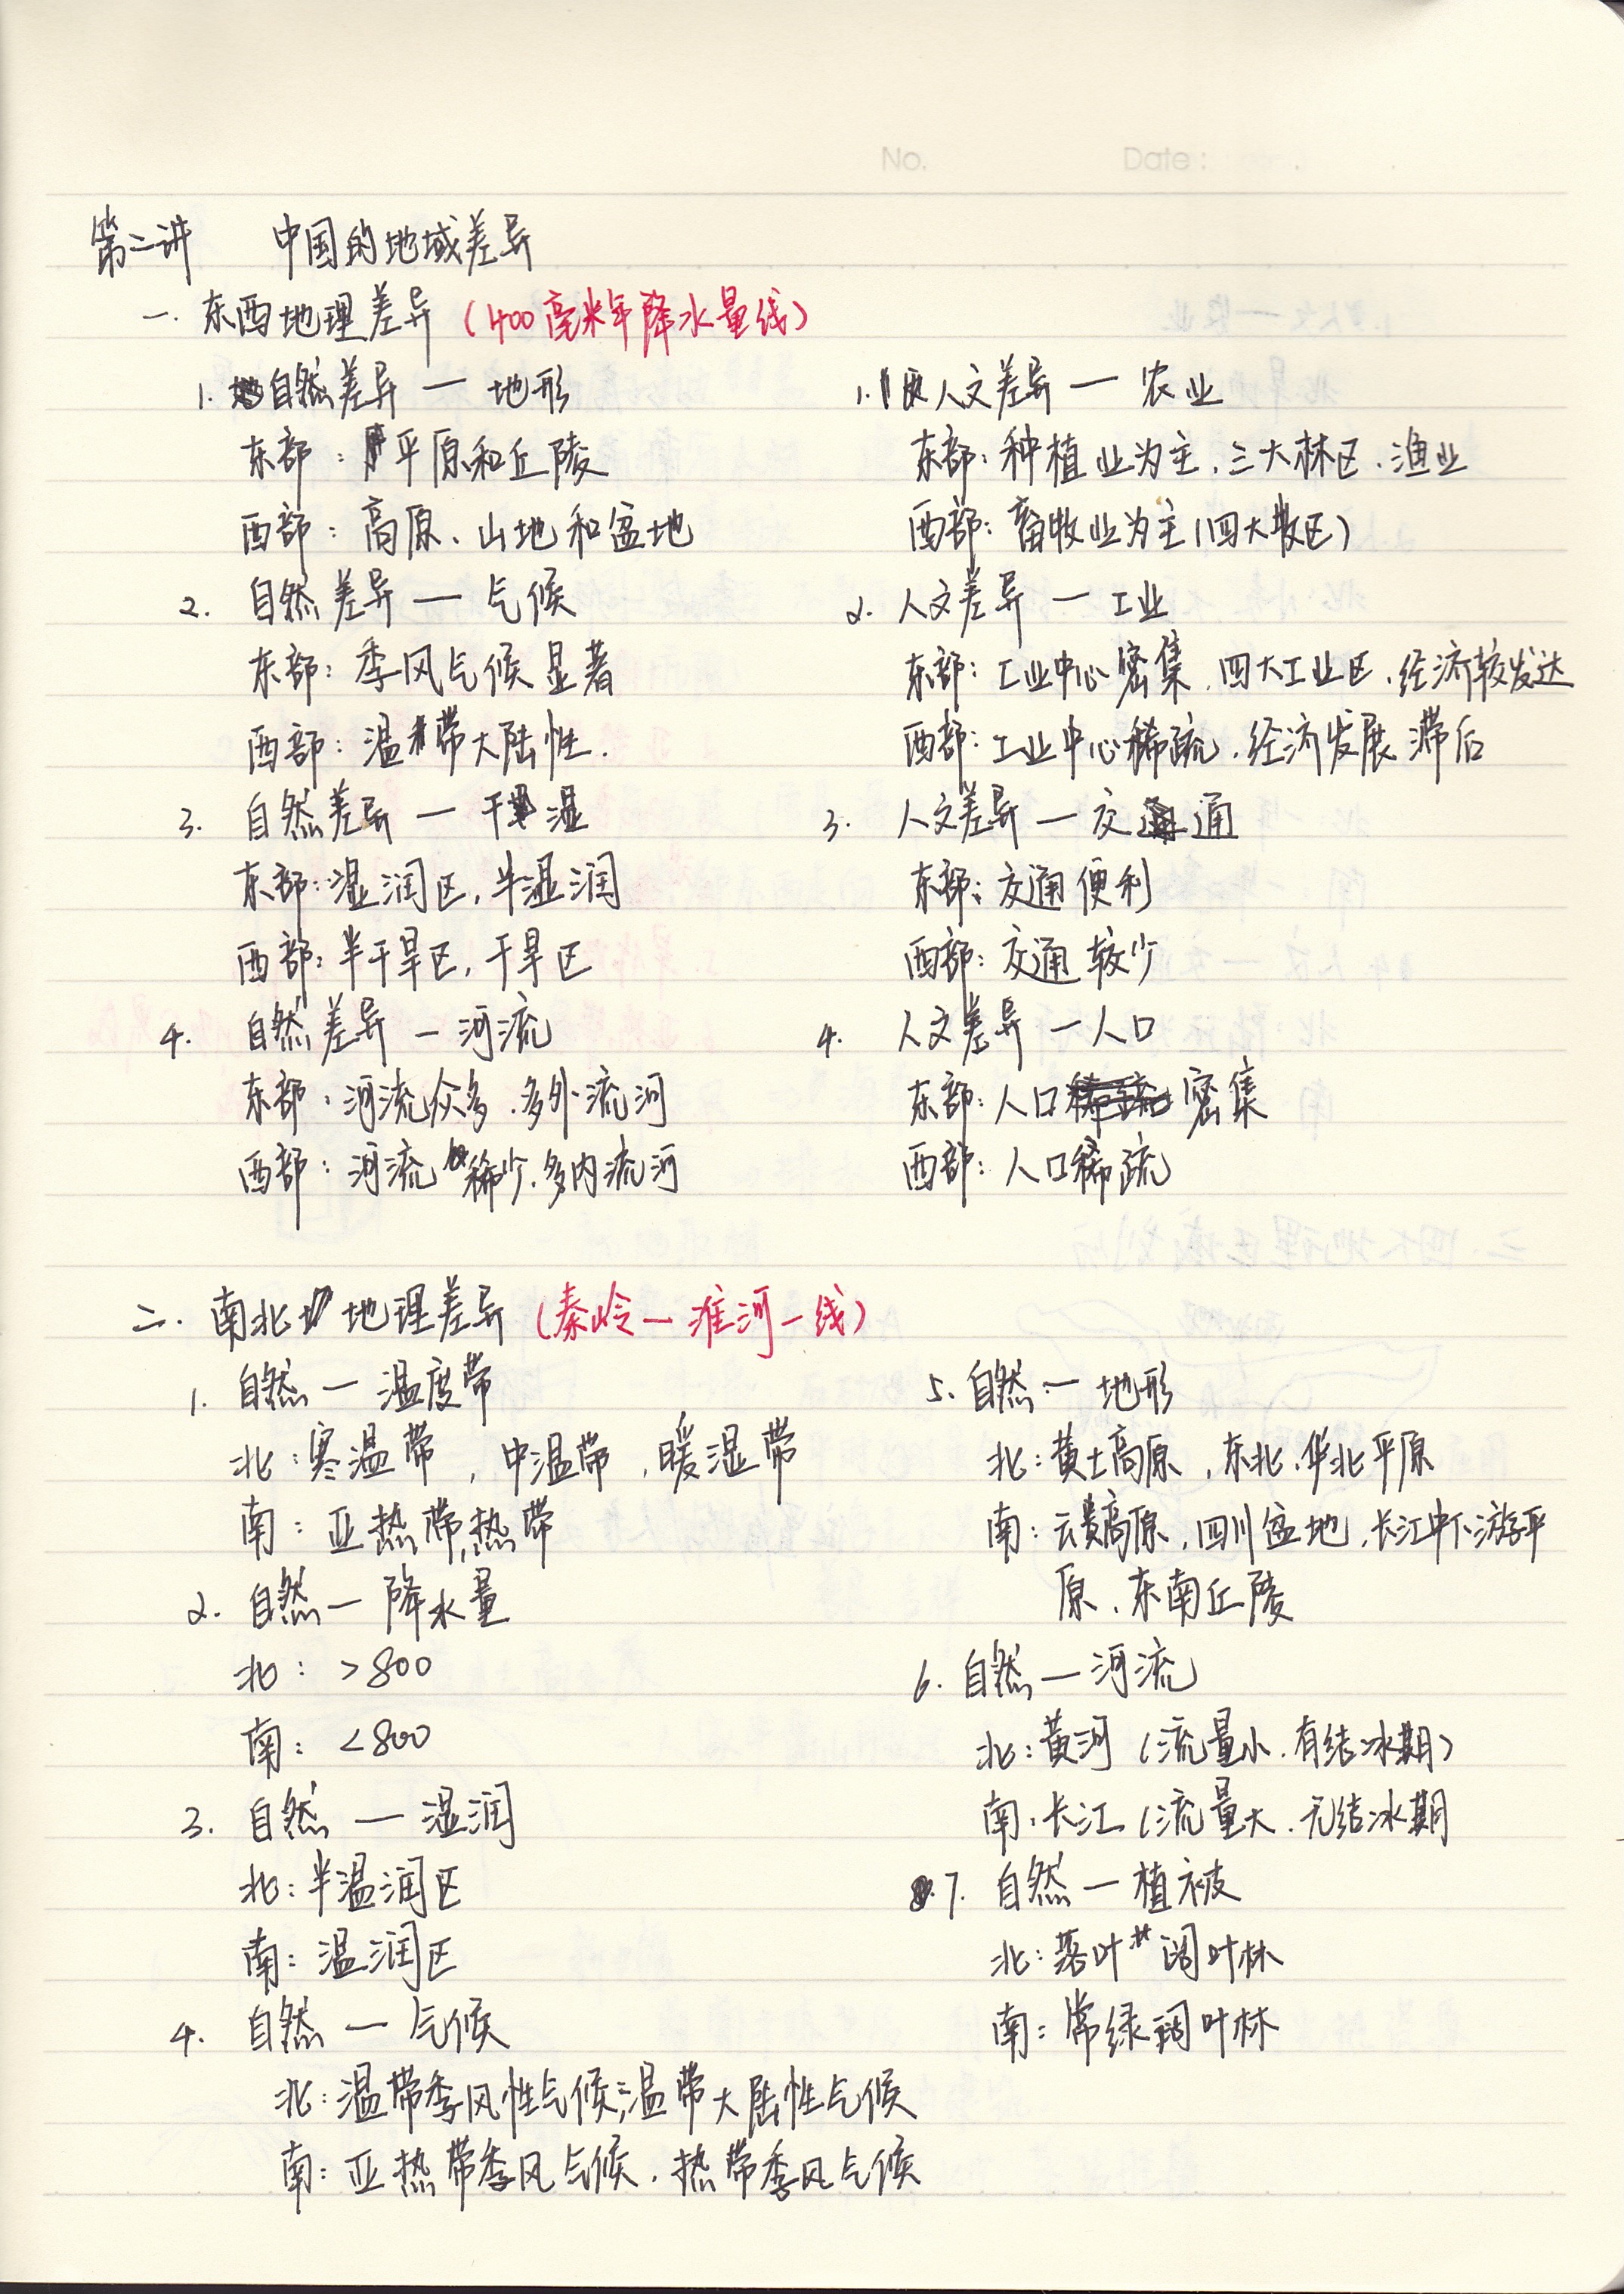 No. Date:
第二讲 中国的地域差异
一. 东西地理差异 (400毫米年降水量线)
1. 自然差异 — 地形
东部: 平原和丘陵
西部: 高原、山地和盆地
2. 自然差异 — 气候
东部: 季风气候显著
西部: 温带大陆性.
3. 自然差异 — 干湿
东部: 湿润区, 半湿润
西部: 半干旱区, 干旱区
4. 自然差异 — 河流
东部: 河流众多、多外流河
西部: 河流稀少、多内流河
1. 人文差异 — 农业
东部: 种植业为主、三大林区、渔业
西部: 畜牧业为主(四大牧区)
2. 人文差异 — 工业
东部: 工业中心密集、四大工业区、经济较发达
西部: 工业中心稀疏、经济发展滞后
3. 人文差异 — 交通
东部: 交通便利
西部: 交通较少
4. 人文差异 — 人口
东部: 人口密集
西部: 人口稀疏
二. 南北地理差异 (秦岭—淮河一线)
1. 自然 — 温度带
北: 寒温带, 中温带, 暖湿带
南: 亚热带,热带
2. 自然 — 降水量
北: >800
南: <800
3. 自然 — 湿润
北: 半温润区
南: 温润区
4. 自然 — 气候
北: 温带季风性气候;温带大陆性气候
南: 亚热带季风气候、热带季风气候
5. 自然 — 地形
北: 黄土高原, 东北、华北平原
南: 云贵高原, 四川盆地, 长江中下游平
原、东南丘陵
6. 自然 — 河流
北: 黄河 (流量小、有结冰期)
南: 长江 (流量大、无结冰期
7. 自然 — 植被
北: 落叶阔叶林
南: 常绿阔叶林